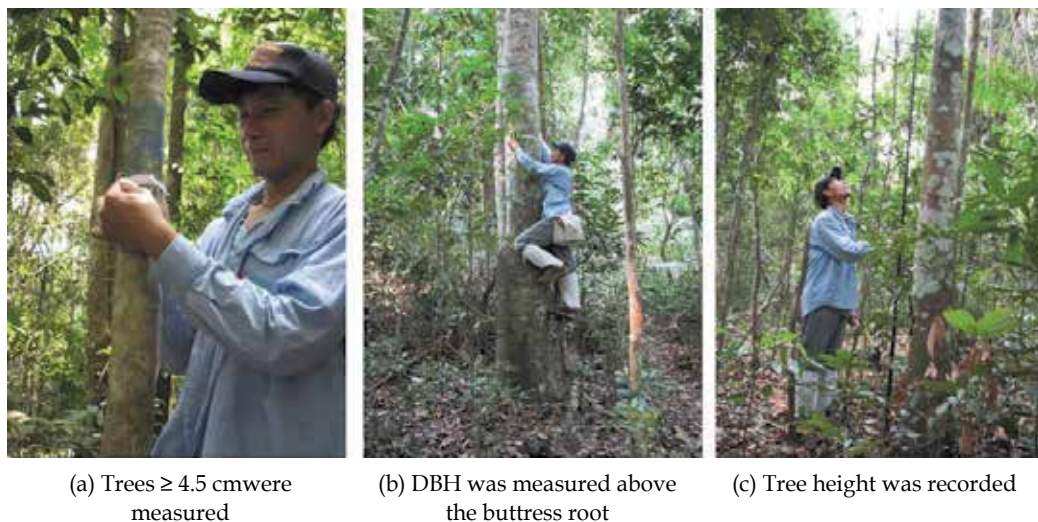 (a) Trees ≥ 4.5 cmwere
measured
(b) DBH was measured above
the buttress root
(c) Tree height was recorded